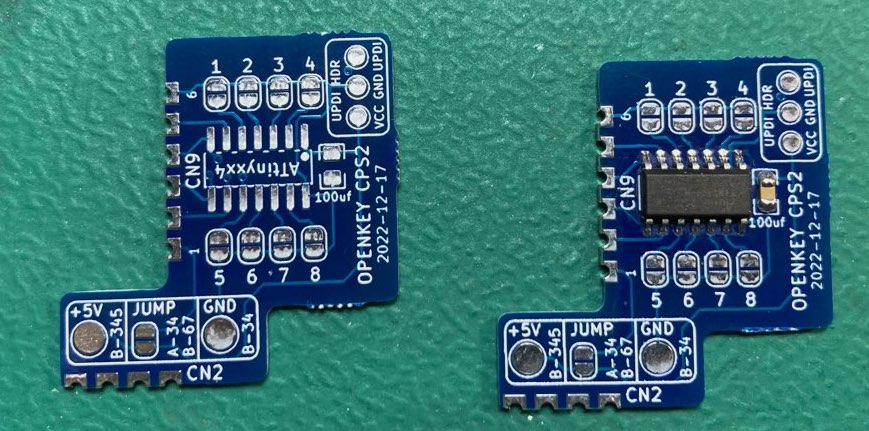 1 2 3 4
UPDI HDR
UPDI
GND
VCC
6
CN9
ATtinyxx4
100uf
1
5 6 7 8
OPENKEY CPS2
2022-12-17
+5V
B-345
JUMP
A-34
B-67
GND
B-34
CN2
1 2 3 4
UPDI HDR
UPDI
GND
VCC
6
CN9
100uf
1
5 6 7 8
OPENKEY CPS2
2022-12-17
+5V
B-345
JUMP
A-34
B-67
GND
B-34
CN2